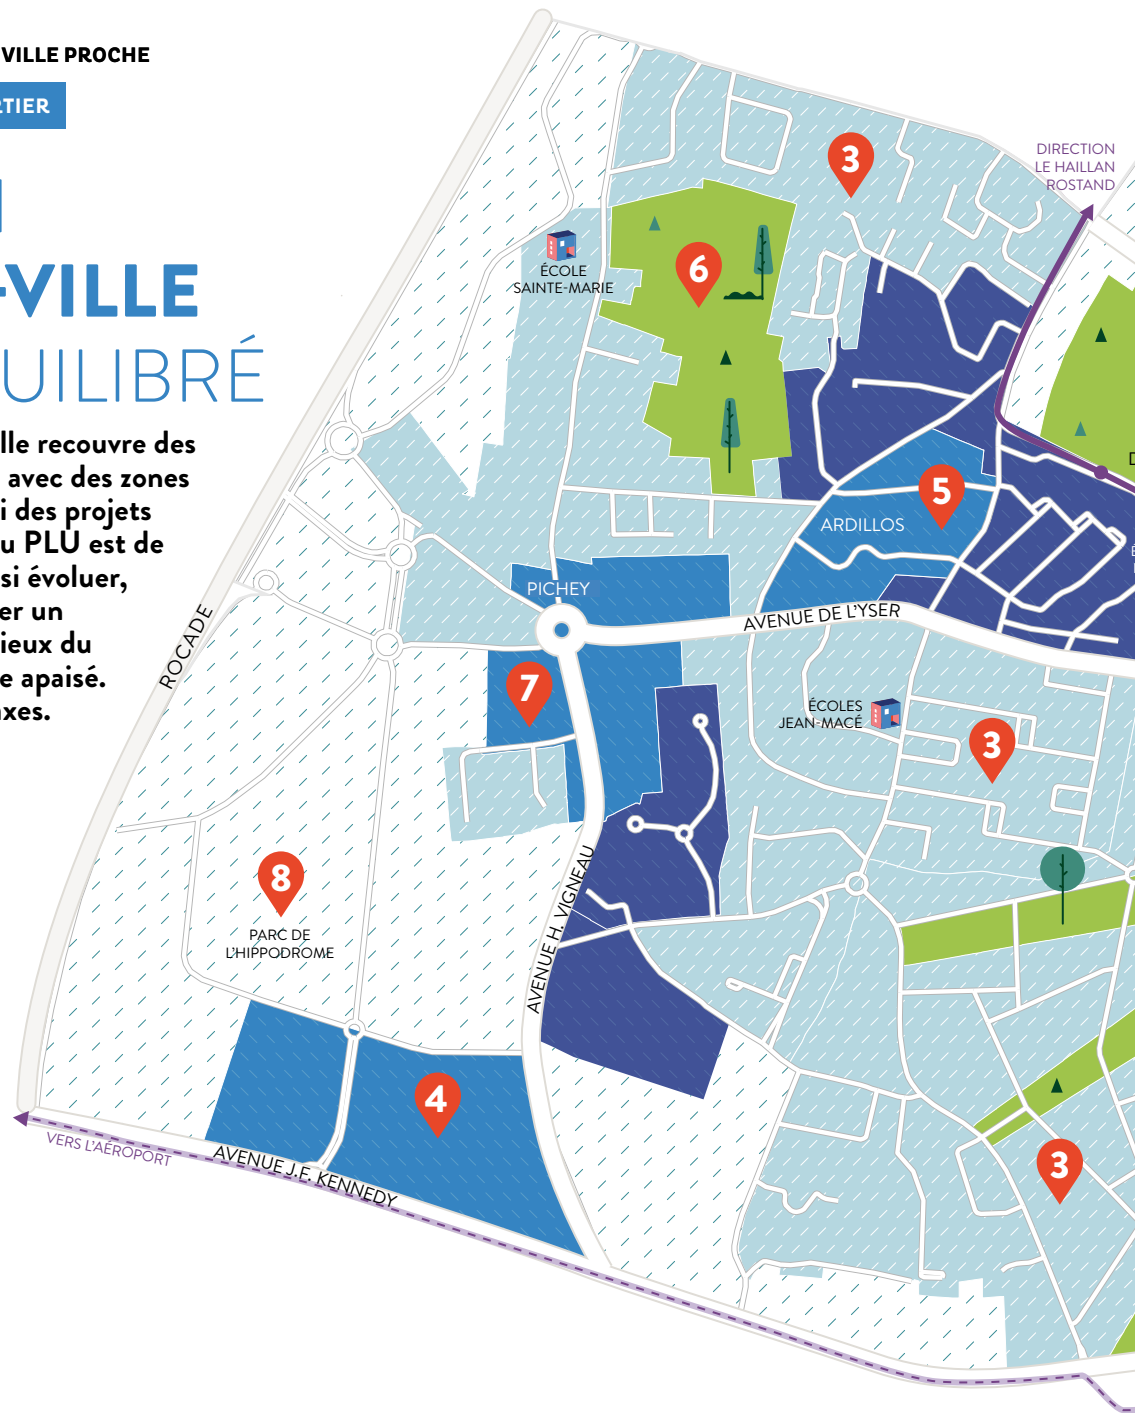 VILLE PROCHE
RTIER
-VILLE
UILIBRÉ
lle recouvre des
avec des zones
i des projets
u PLU est de
si évoluer,
er un
ieux du
e apaisé.
axes.
DIRECTION
LE HAILLAN
ROSTAND
3
6
ÉCOLE
SAINTE-MARIE
5
ARDILLOS
D
É
PICHEY
AVENUE DE L'YSER
ROCADE
7
ÉCOLES
JEAN-MACÉ
3
8
PARC DE
L'HIPPODROME
AVENUE H. VIGNEAU
4
VERS L'AÉROPORT
AVENUE J.F. KENNEDY
3